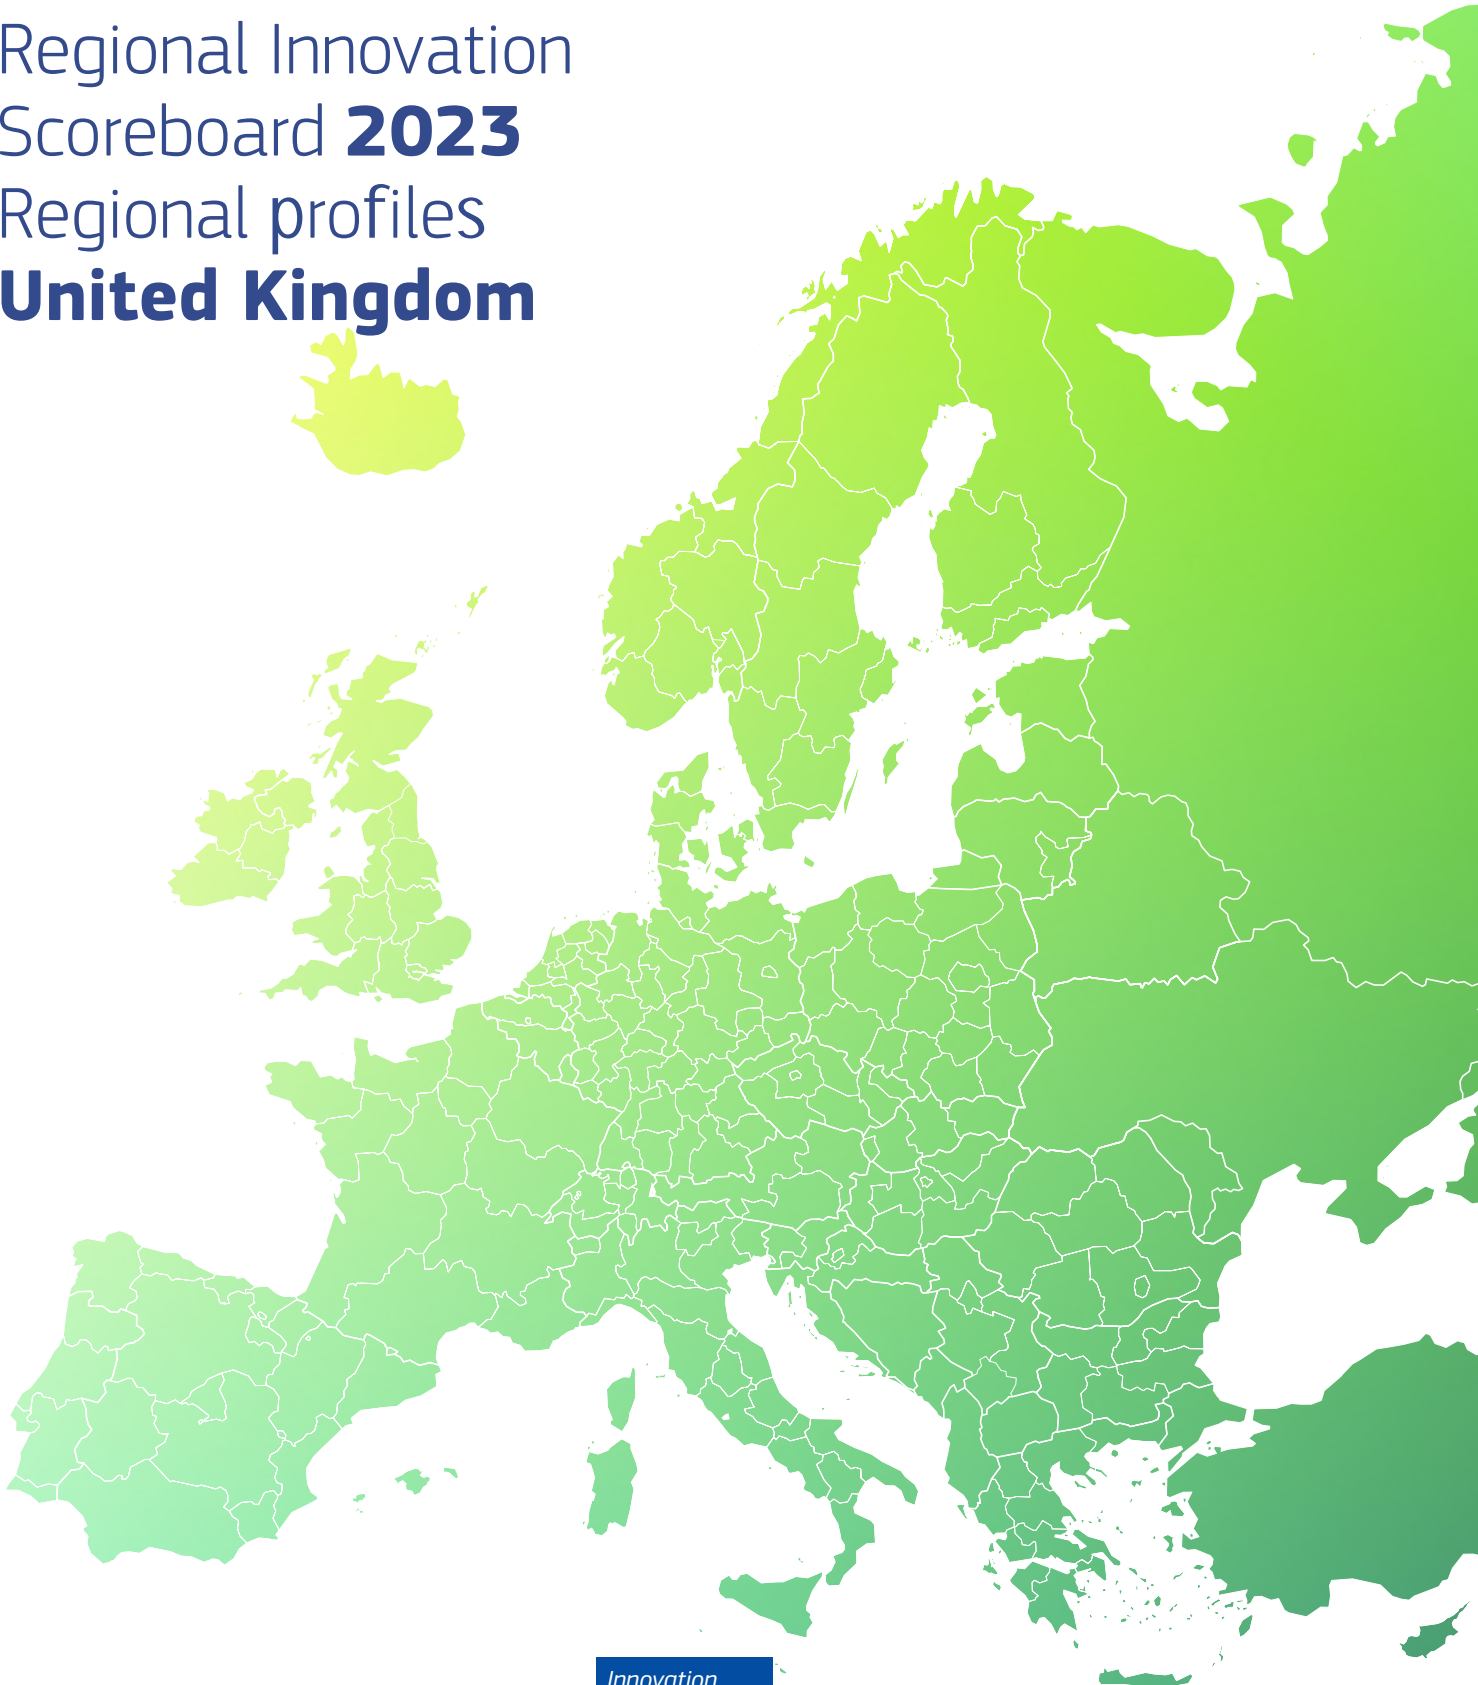 Regional Innovation
Scoreboard 2023
Regional profiles
United Kingdom
Innovation